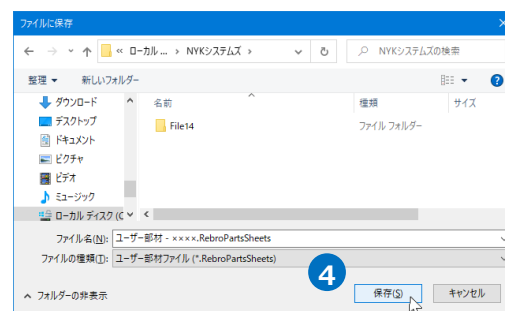 ファイルに保存
« ローカル ... › NYKシステムズ › NYKシステムズの検索
整理 新しいフォルダー
ダウンロード
デスクトップ
ドキュメント
ピクチャ
ビデオ
ミュージック
ローカル ディスク (C
名前 種類 サイズ
File14 ファイル フォルダー
ファイル名(N): ユーザー部材 - ××××.RebroPartsSheets
ファイルの種類(T): ユーザー部材ファイル (*.RebroPartsSheets)
4
フォルダーの非表示 保存(S) キャンセル